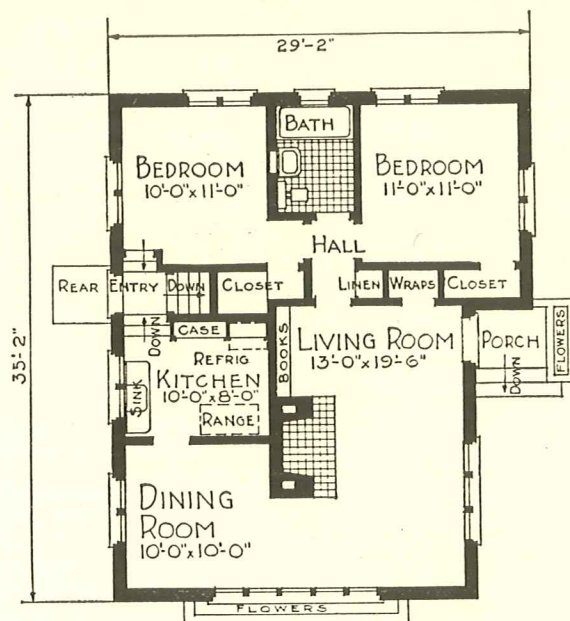 29'-2"
35'-2"
BATH
BEDROOM
10'-0"x11'-0"
BEDROOM
11'-0"x11'-0"
HALL
REAR ENTRY DOWN
CLOSET
LINEN
WRAPS
CLOSET
DOWN
CASE
REFRIG
BOOKS
LIVING ROOM
13'-0"x19'-6"
PORCH
FLOWERS
DOWN
KITCHEN
10'-0"x8'-0"
SINK
RANGE
DINING
ROOM
10'-0"x10'-0"
FLOWERS